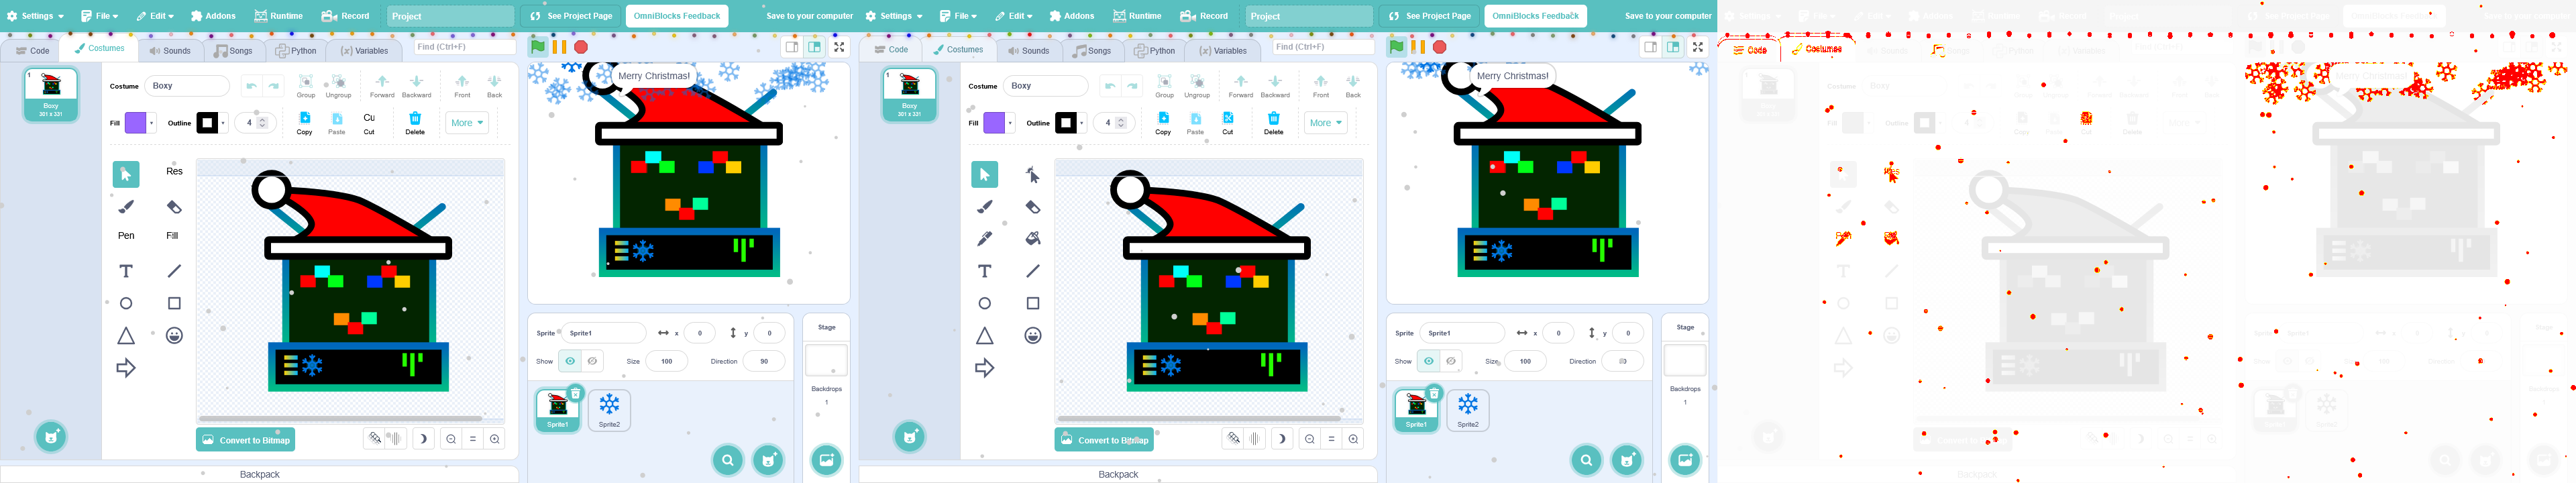 Settings File Edit Addons Runtime Record Project See Project Page OmniBlocks Feedback Save to your computer
Code Costumes Sounds Songs Python Variables Find (Ctrl+F)
1
Boxy
301 x 331
Costume Boxy Group Ungroup Forward Backward Front Back
Fill Outline 4 Copy Paste Cu Cut Delete More
Res
Pen Fill
T
Convert to Bitmap
Backpack
Merry Christmas!
Sprite Sprite1 x 0 y 0
Show Size 100 Direction 90
Sprite1 Sprite2
Stage
Backdrops
1
Settings File Edit Addons Runtime Record Project See Project Page OmniBlocks Feedback Save to your computer
Code Costumes Sounds Songs Python Variables Find (Ctrl+F)
1
Boxy
301 x 331
Costume Boxy Group Ungroup Forward Backward Front Back
Fill Outline 4 Copy Paste Cut Delete More
T
Convert to Bitmap
Backpack
Merry Christmas!
Sprite Sprite1 x 0 y 0
Show Size 100 Direction
Sprite1 Sprite2
Stage
Backdrops
1
Code Costumes
Merry Christmas!
Backpack